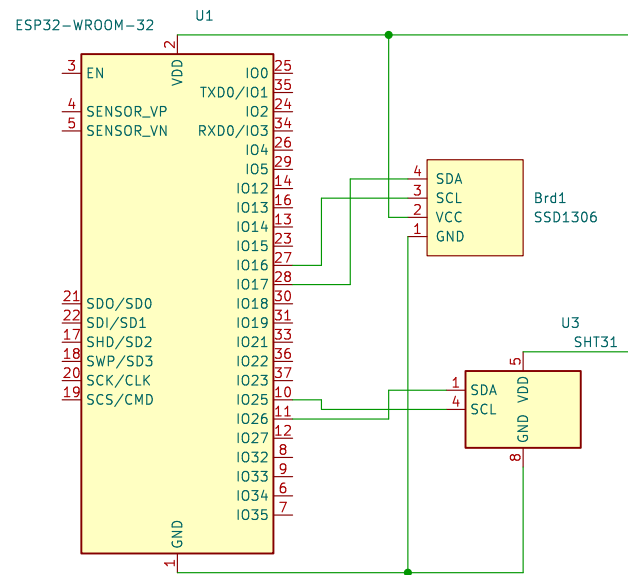 ESP32-WROOM-32
U1
2
VDD
3 EN
4 SENSOR_VP
5 SENSOR_VN
21 SDO/SD0
22 SDI/SD1
17 SHD/SD2
18 SWP/SD3
20 SCK/CLK
19 SCS/CMD
IO0 25
TXD0/IO1 35
IO2 24
RXD0/IO3 34
IO4 26
IO5 29
IO12 14
IO13 16
IO14 13
IO15 23
IO16 27
IO17 28
IO18 30
IO19 31
IO21 33
IO22 36
IO23 37
IO25 10
IO26 11
IO27 12
IO32 8
IO33 9
IO34 6
IO35 7
GND
1
4 SDA
3 SCL
2 VCC
1 GND
Brd1
SSD1306
U3
SHT31
5
VDD
1 SDA
4 SCL
GND
8